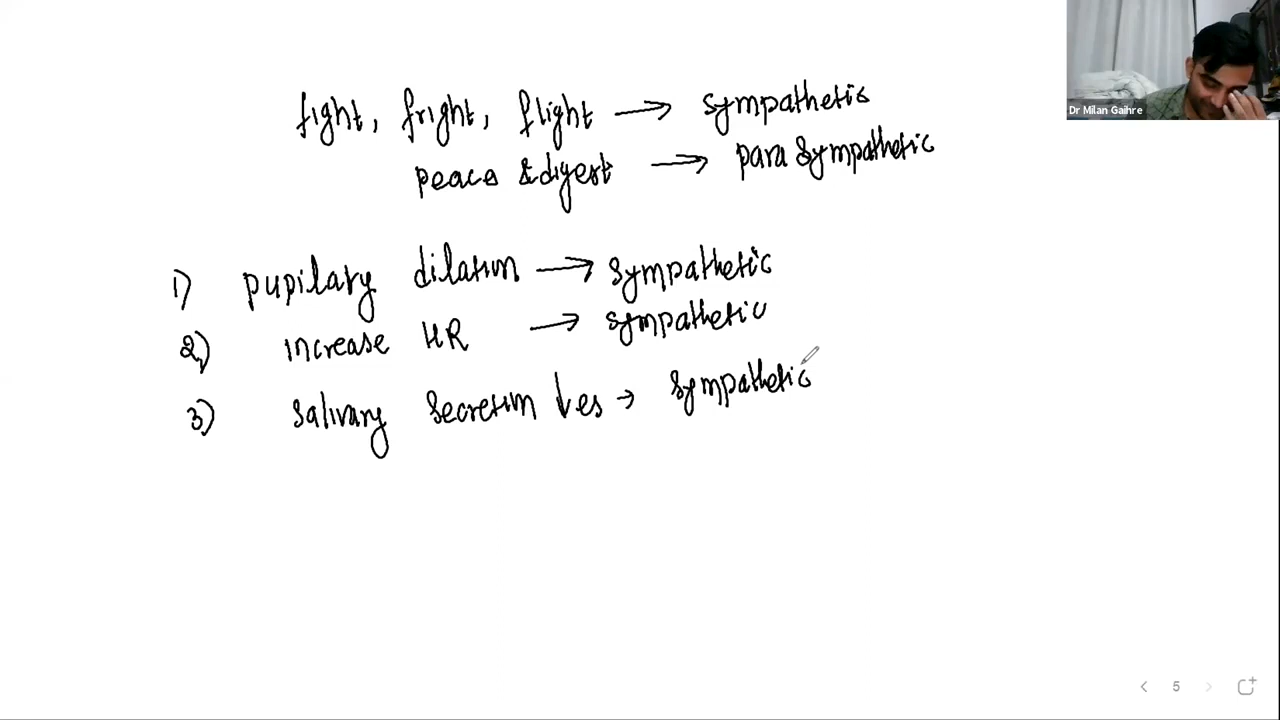 Dr Milan Gaihre
fight, fright, flight → sympathetic
peace & digest → para sympathetic
1) pupilary dilation → sympathetic
2) increase HR → sympathetic
3) salivary secretion ↓es → sympathetic
5